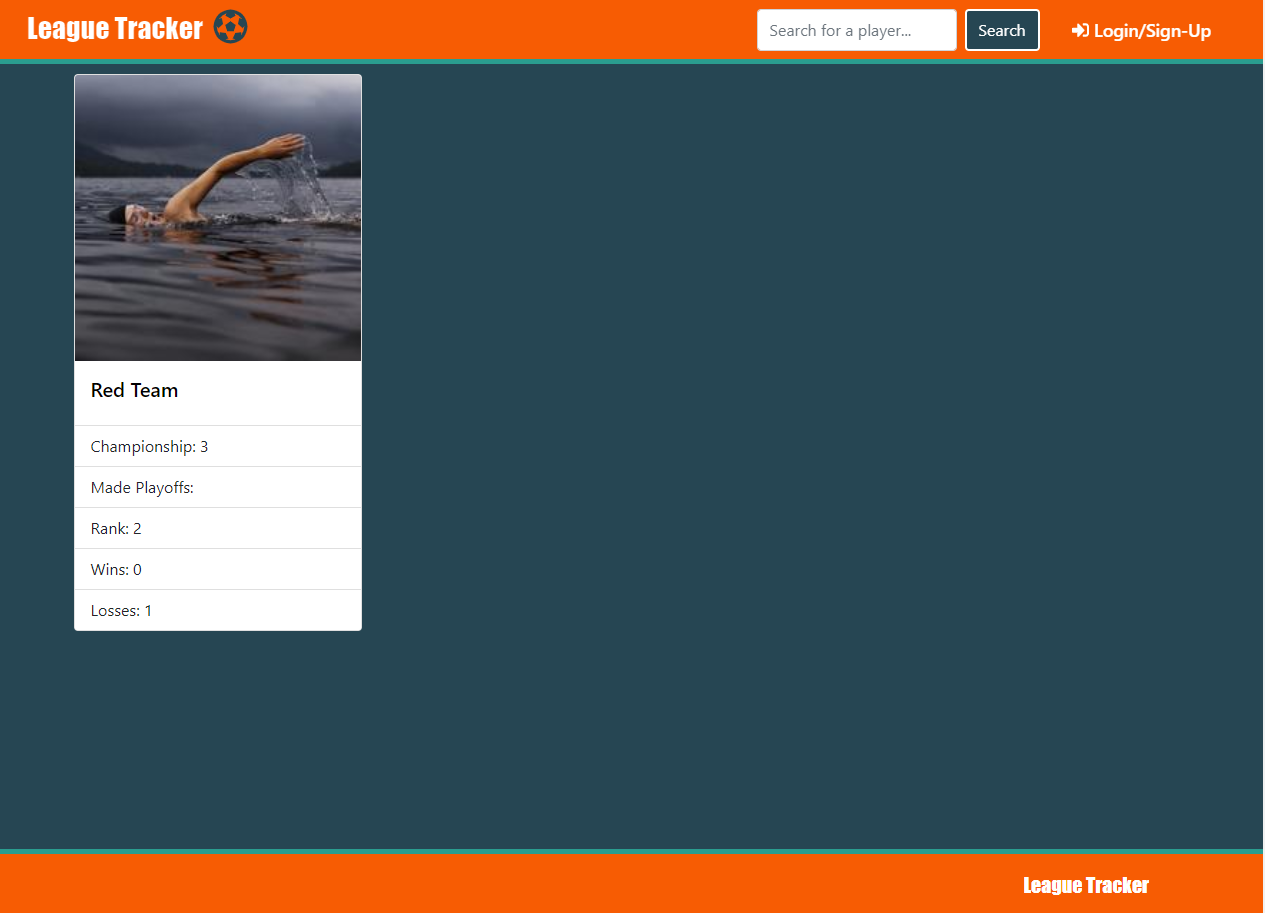 League Tracker
Search for a player...
Search
Login/Sign-Up
Red Team
Championship: 3
Made Playoffs:
Rank: 2
Wins: 0
Losses: 1
League Tracker